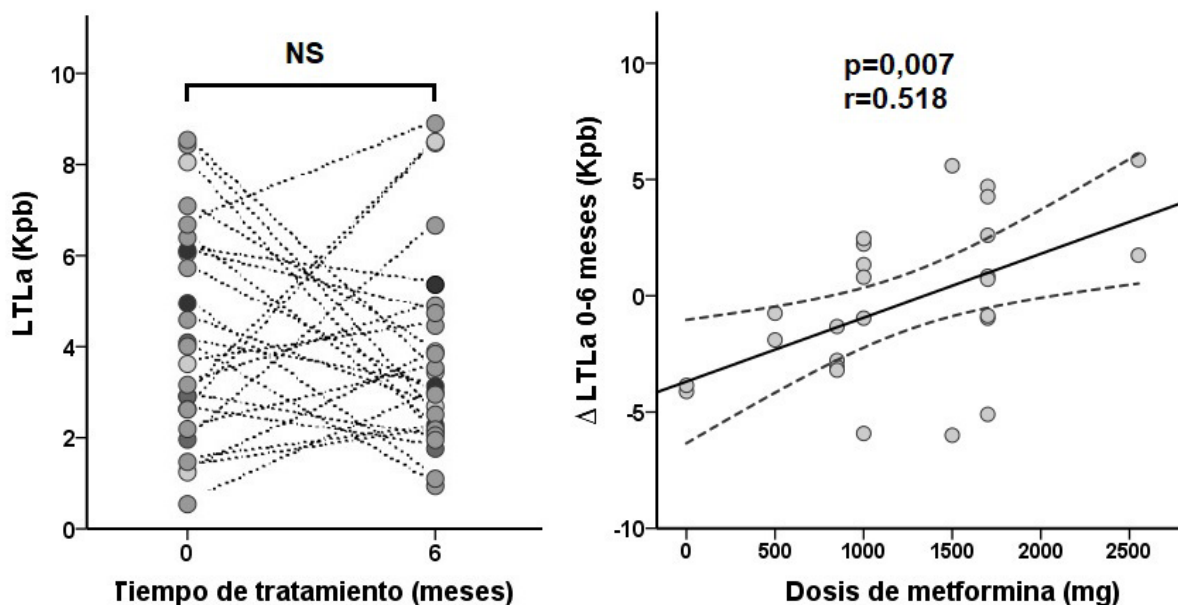 NS
10
8
6
4
2
0
LTLa (Kpb)
0 6
Tiempo de tratamiento (meses)
p=0,007
r=0.518
10
5
0
-5
-10
Δ LTLa 0-6 meses (Kpb)
0 500 1000 1500 2000 2500
Dosis de metformina (mg)